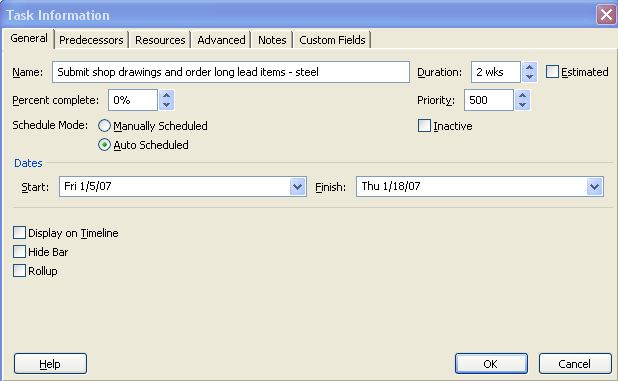 Task Information
General Predecessors Resources Advanced Notes Custom Fields
Name: Submit shop drawings and order long lead items - steel Duration: 2 wks Estimated
Percent complete: 0% Priority: 500
Schedule Mode: Manually Scheduled Inactive
Auto Scheduled
Dates
Start: Fri 1/5/07 Finish: Thu 1/18/07
Display on Timeline
Hide Bar
Rollup
Help OK Cancel